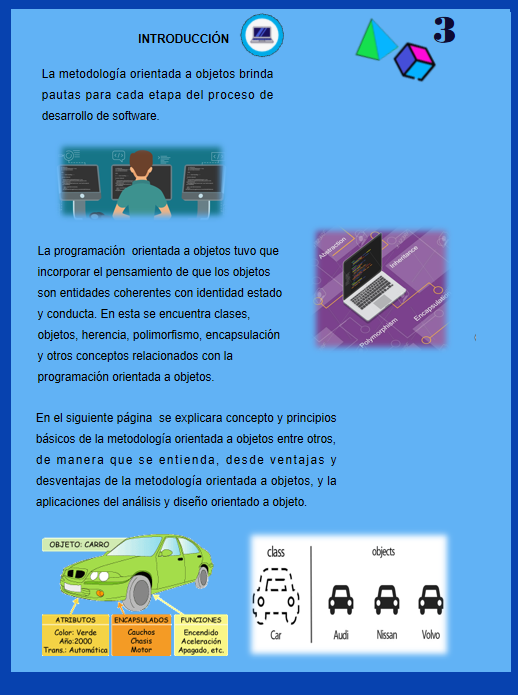 INTRODUCCIÓN
3
La metodología orientada a objetos brinda
pautas para cada etapa del proceso de
desarrollo de software.
La programación orientada a objetos tuvo que
incorporar el pensamiento de que los objetos
son entidades coherentes con identidad estado
y conducta. En esta se encuentra clases,
objetos, herencia, polimorfismo, encapsulación
y otros conceptos relacionados con la
programación orientada a objetos.
Abstraction
Inheritance
Encapsulation
Polymorphism
En el siguiente página se explicara concepto y principios
básicos de la metodología orientada a objetos entre otros,
de manera que se entienda, desde ventajas y
desventajas de la metodología orientada a objetos, y la
aplicaciones del análisis y diseño orientado a objeto.
OBJETO: CARRO
ATRIBUTOS
Color: Verde
Año:2000
Trans.: Automática
ENCAPSULADOS
Cauchos
Chasis
Motor
FUNCIONES
Encendido
Aceleración
Apagado, etc.
class
objects
Car
Audi
Nissan
Volvo